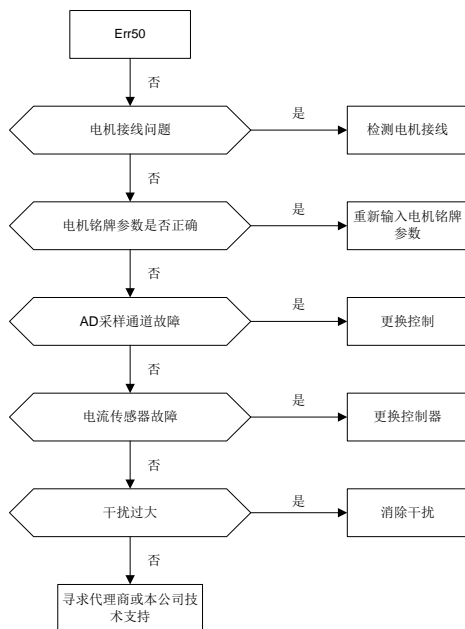 Err50
否
电机接线问题
是
检测电机接线
否
电机铭牌参数是否正确
是
重新输入电机铭牌
参数
否
AD采样通道故障
是
更换控制
否
电流传感器故障
是
更换控制器
否
干扰过大
是
消除干扰
否
寻求代理商或本公司技
术支持